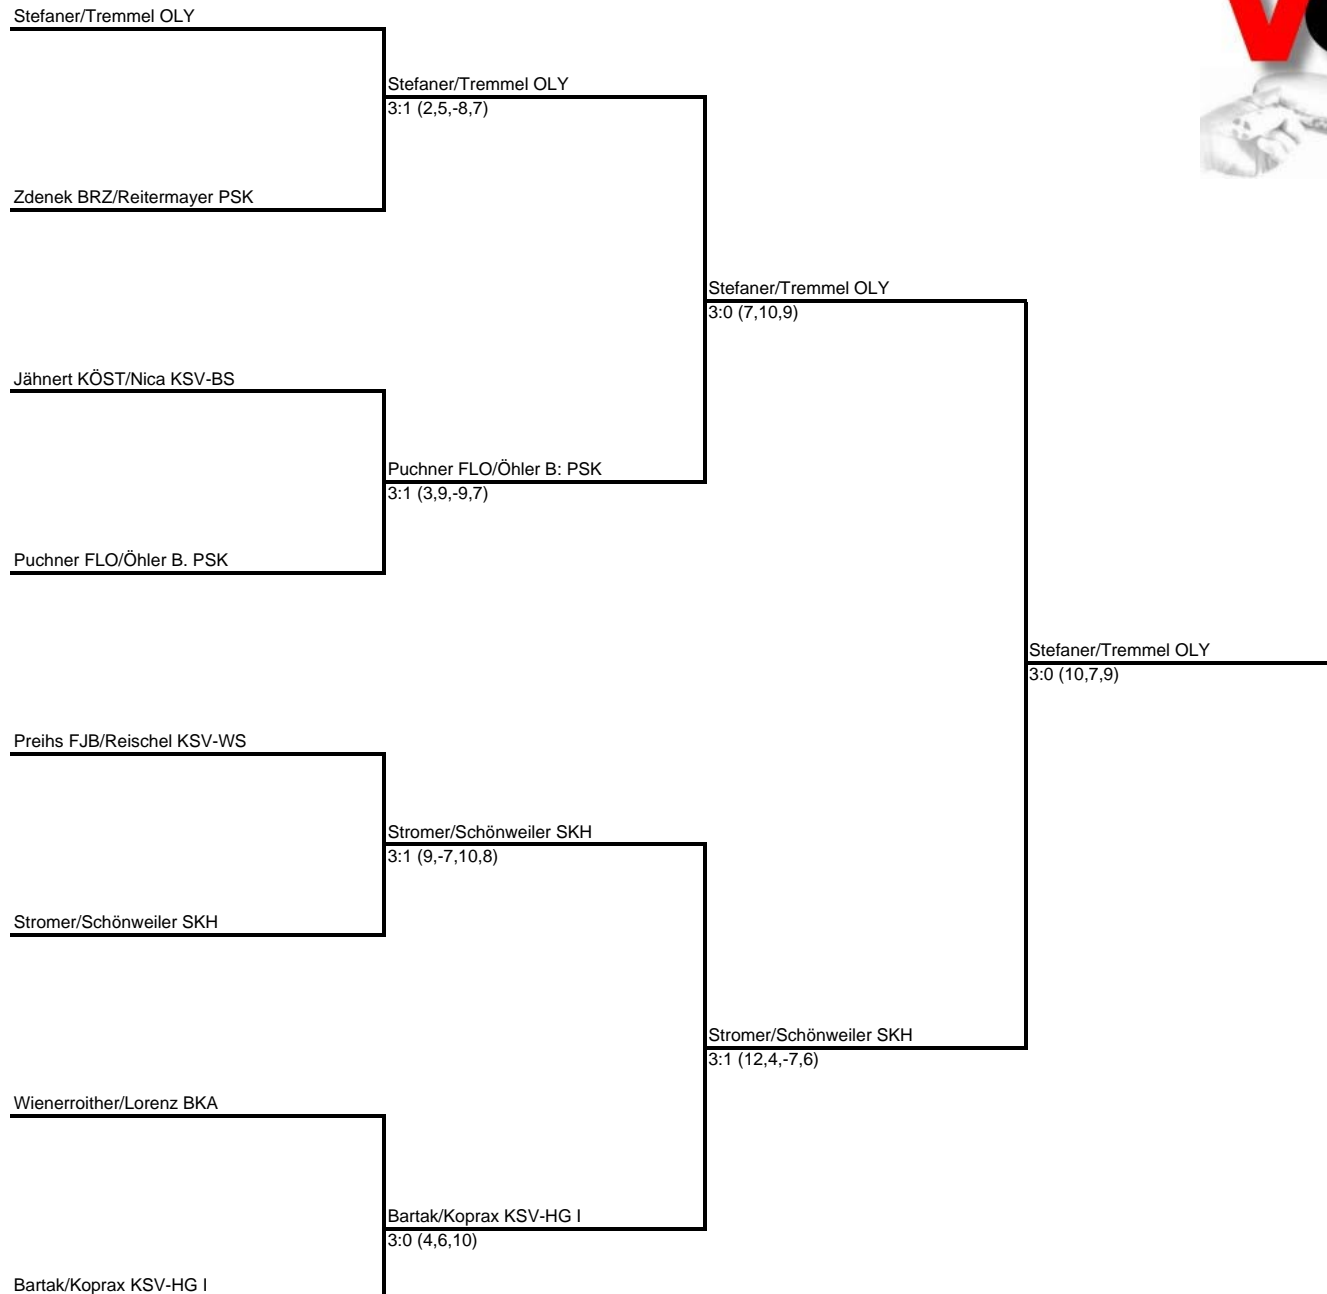 Stefaner/Tremmel OLY
Stefaner/Tremmel OLY
3:1 (2,5,-8,7)
Zdenek BRZ/Reitermayer PSK
Stefaner/Tremmel OLY
3:0 (7,10,9)
Jähnert KÖST/Nica KSV-BS
Puchner FLO/Öhler B: PSK
3:1 (3,9,-9,7)
Puchner FLO/Öhler B. PSK
Stefaner/Tremmel OLY
3:0 (10,7,9)
Preihs FJB/Reischel KSV-WS
Stromer/Schönweiler SKH
3:1 (9,-7,10,8)
Stromer/Schönweiler SKH
Stromer/Schönweiler SKH
3:1 (12,4,-7,6)
Wienerroither/Lorenz BKA
Bartak/Koprax KSV-HG I
3:0 (4,6,10)
Bartak/Koprax KSV-HG I